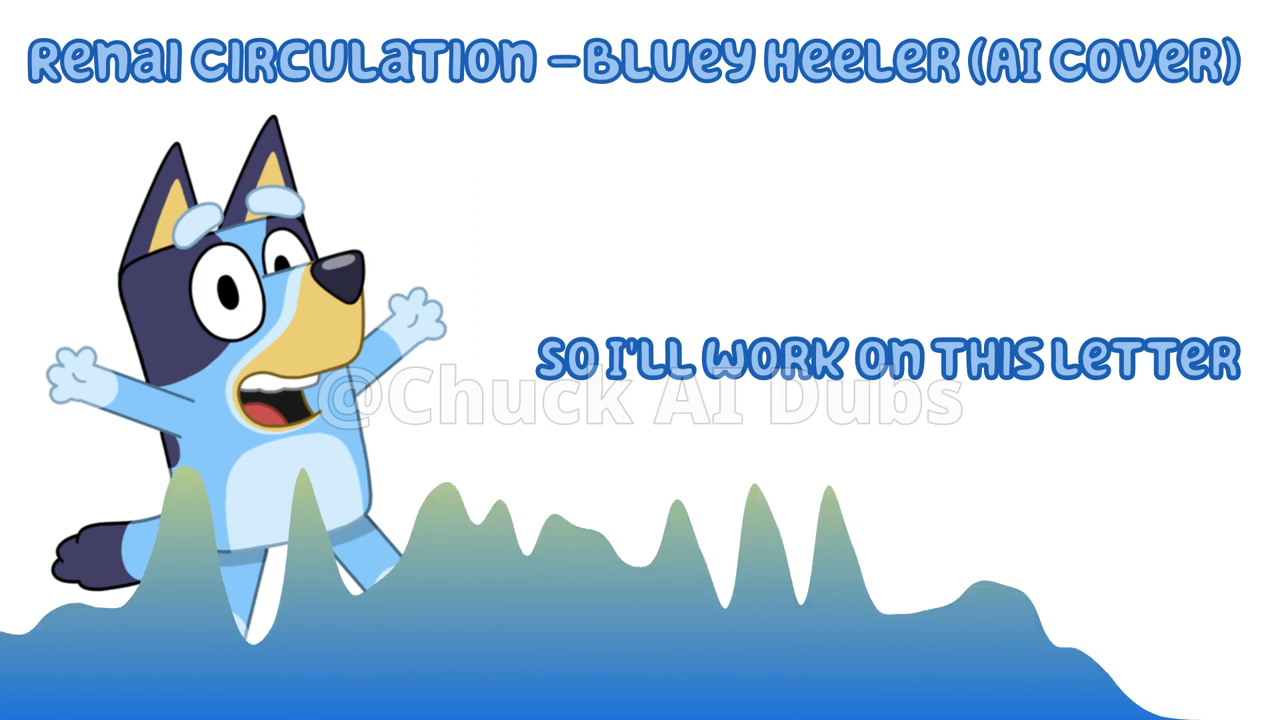 Renai Circulation - Bluey Heeler (AI Cover)
So I'll work on this letter
@Chuck AI Dubs